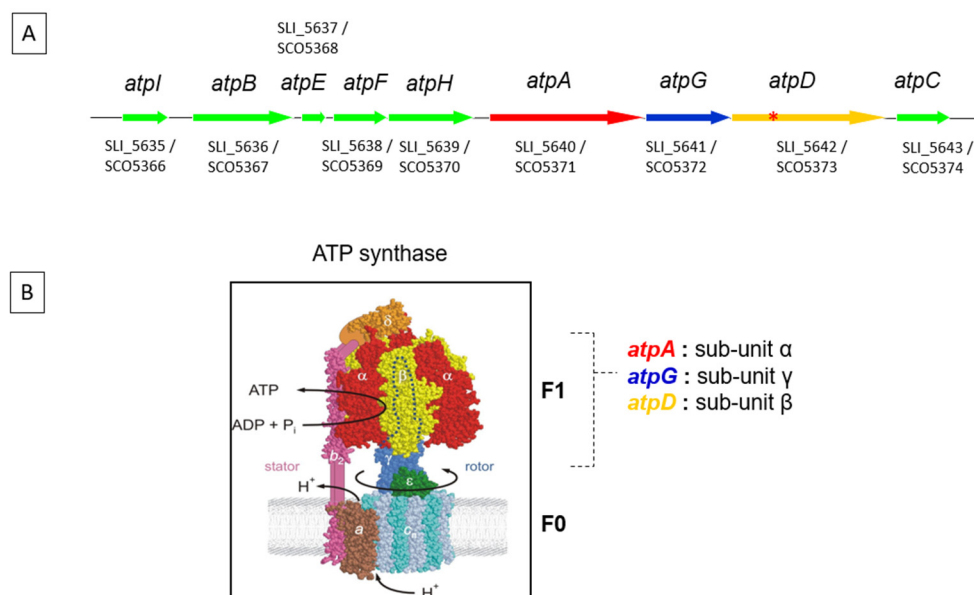 A
SLI_5637 /
SCO5368
atpI atpB atpE atpF atpH atpA atpG atpD atpC
*
SLI_5635 / SLI_5636 / SLI_5638 / SLI_5639 / SLI_5640 / SLI_5641 / SLI_5642 / SLI_5643 /
SCO5366 SCO5367 SCO5369 SCO5370 SCO5371 SCO5372 SCO5373 SCO5374
B
ATP synthase
δ
α β α
ATP
ADP + Pi
b2
γ
stator rotor
ε
H+
a cn
H+
F1
F0
atpA : sub-unit α
atpG : sub-unit γ
atpD : sub-unit β